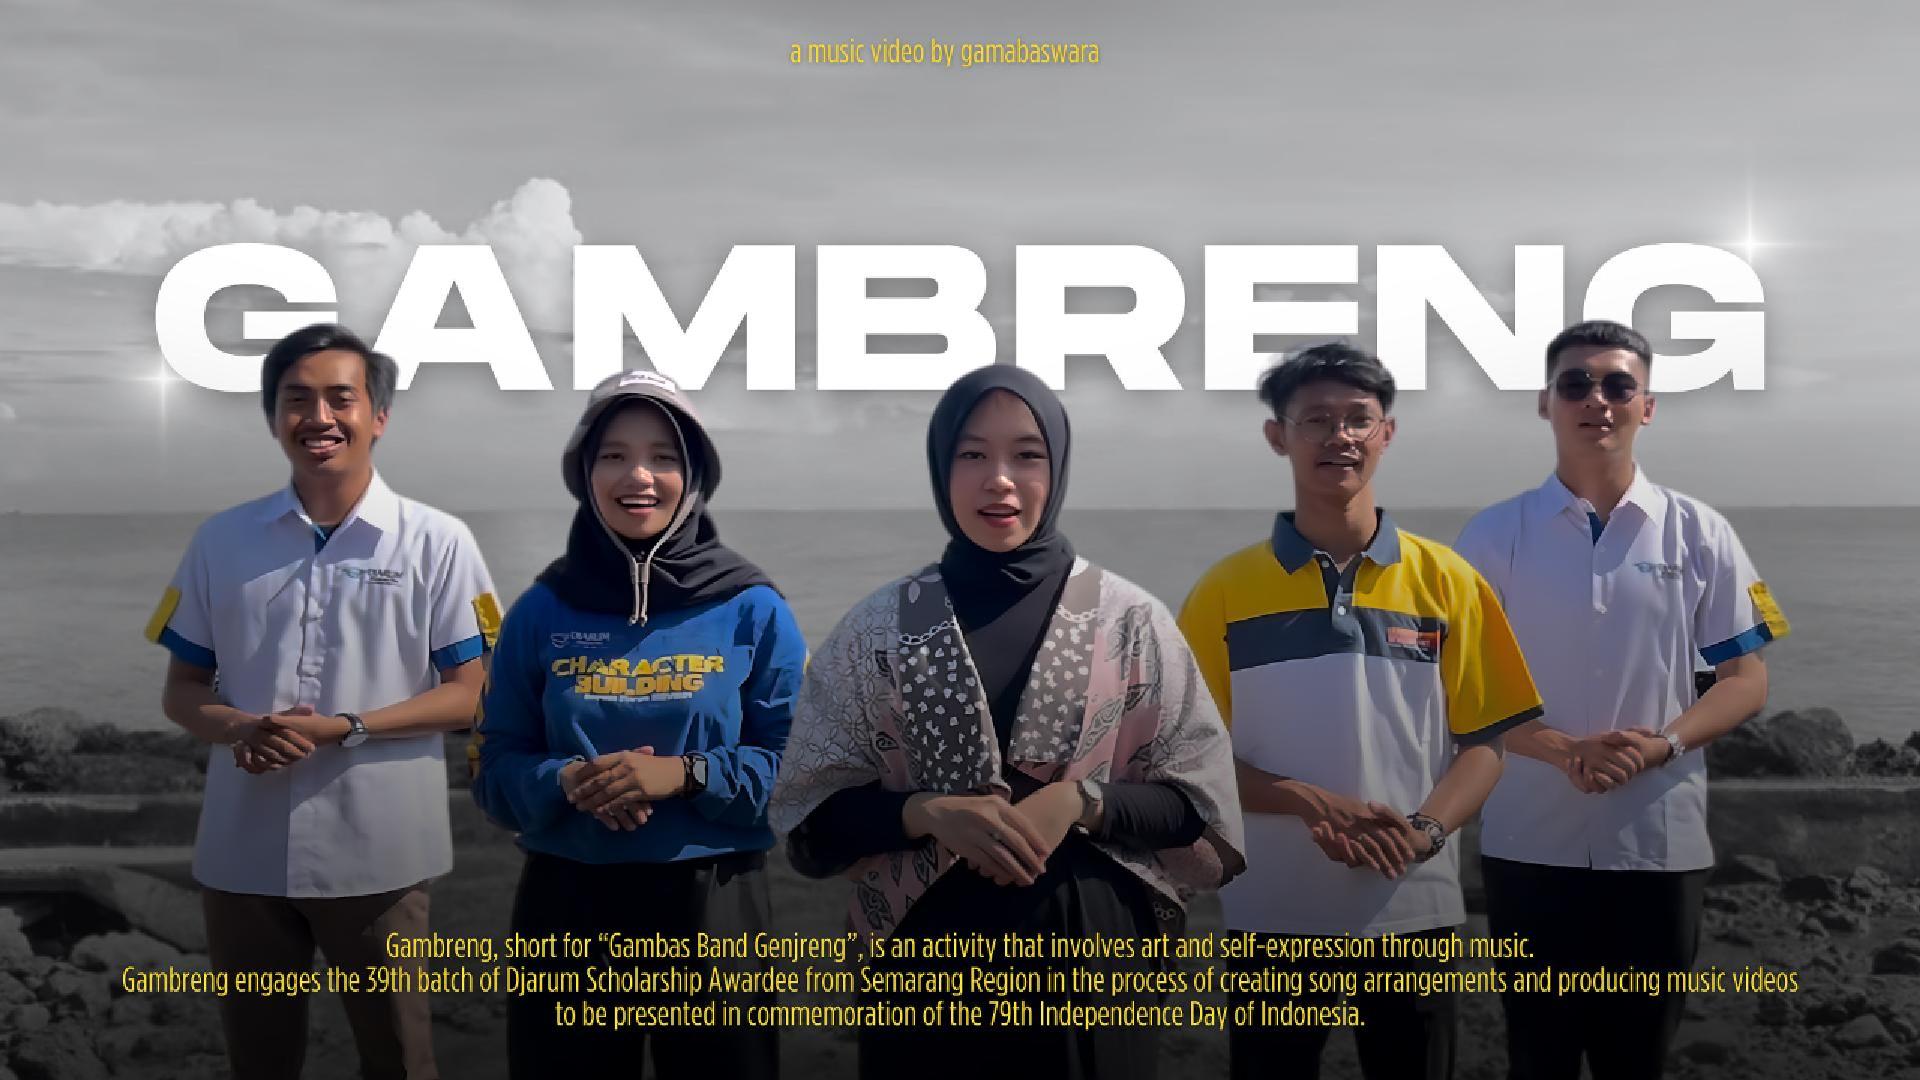 a music video by gamabaswara
GAMBRENG
DJARUM
DJARUM
CHARACTER
BUILDING
Gambreng, short for “Gambas Band Genjreng”, is an activity that involves art and self-expression through music.
Gambreng engages the 39th batch of Djarum Scholarship Awardee from Semarang Region in the process of creating song arrangements and producing music videos
to be presented in commemoration of the 79th Independence Day of Indonesia.